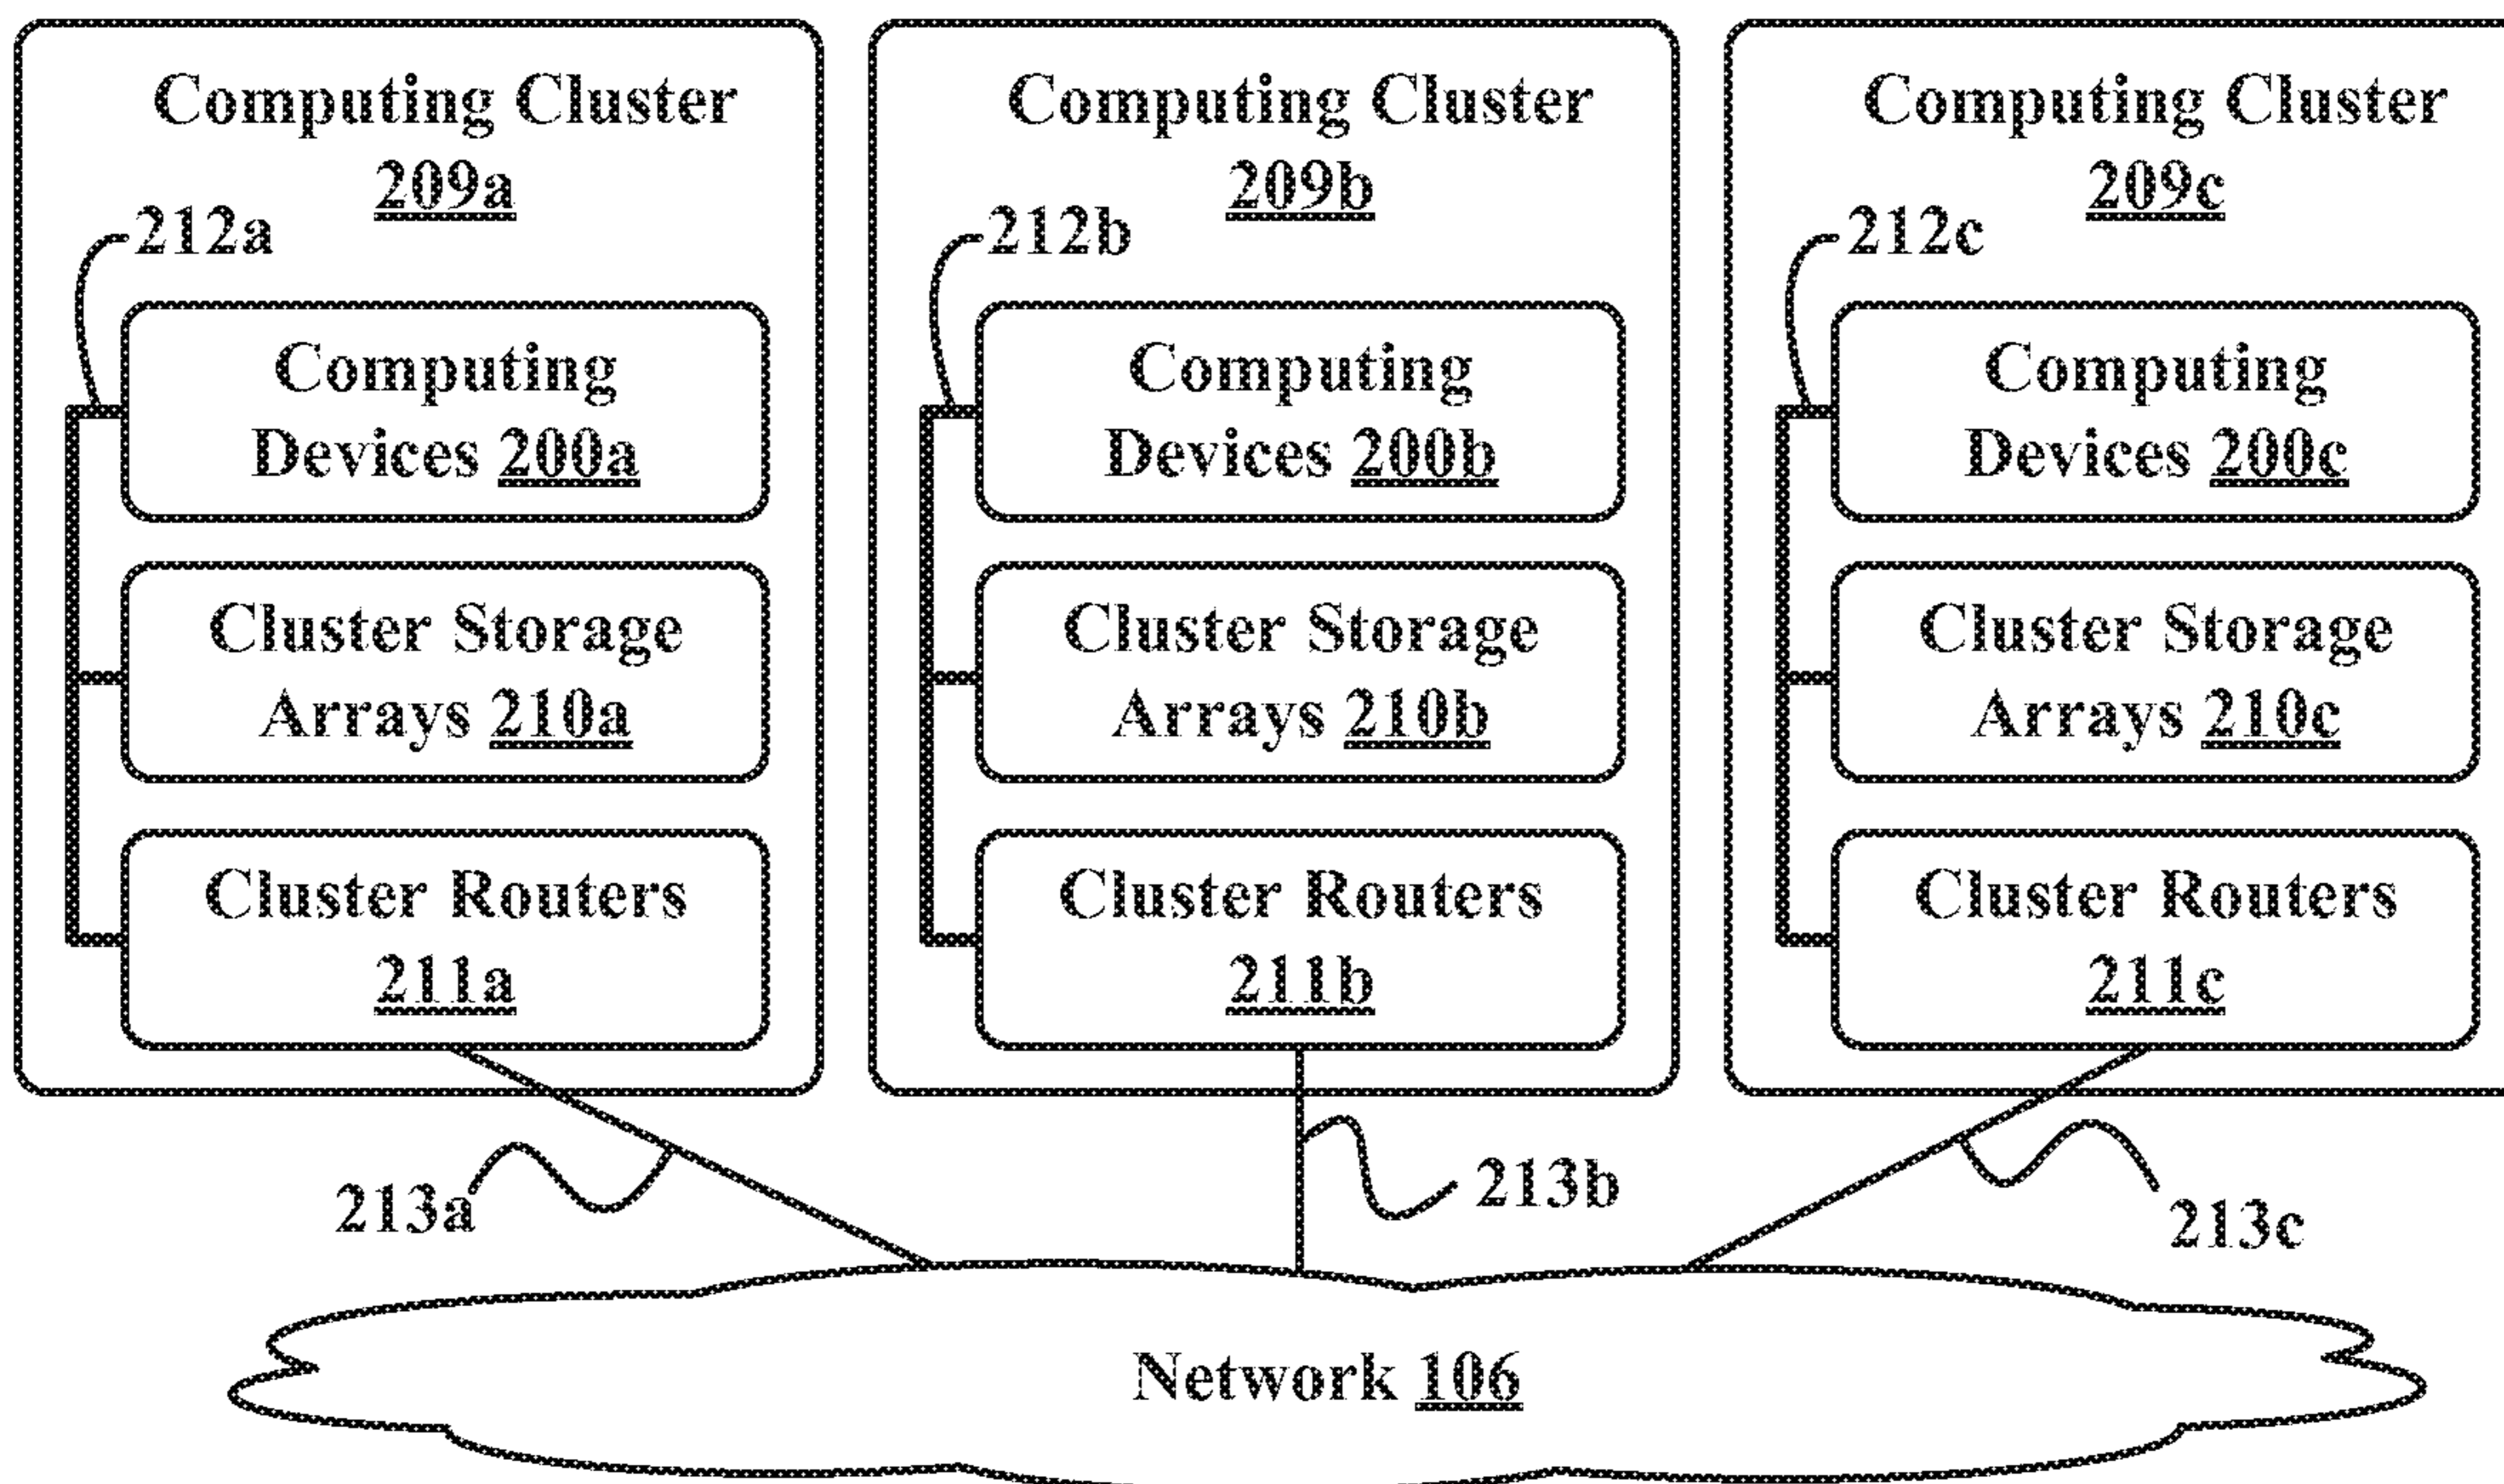 Computing Cluster
209a
212a
Computing
Devices 200a
Cluster Storage
Arrays 210a
Cluster Routers
211a
Computing Cluster
209b
212b
Computing
Devices 200b
Cluster Storage
Arrays 210b
Cluster Routers
211b
Computing Cluster
209c
212c
Computing
Devices 200c
Cluster Storage
Arrays 210c
Cluster Routers
211c
213a
213b
213c
Network 106